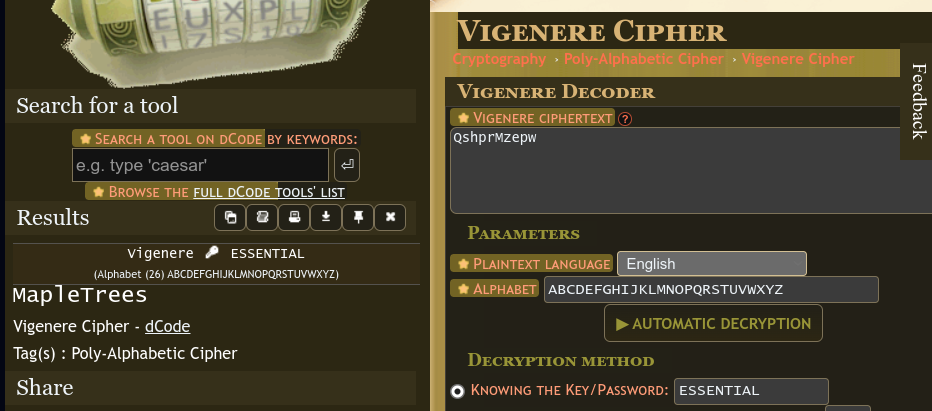 EUXPL
Search for a tool
Search a tool on dCode by keywords:
e.g. type 'caesar'
Browse the full dCode tools' list
Results
Vigenere ESSENTIAL
(Alphabet (26) ABCDEFGHIJKLMNOPQRSTUVWXYZ)
MapleTrees
Vigenere Cipher - dCode
Tag(s) : Poly-Alphabetic Cipher
Share
Vigenere Cipher
Cryptography › Poly-Alphabetic Cipher › Vigenere Cipher
Vigenere Decoder
Vigenere ciphertext ?
QshprMzepw
Parameters
Plaintext language English
Alphabet ABCDEFGHIJKLMNOPQRSTUVWXYZ
▶ AUTOMATIC DECRYPTION
Decryption method
Knowing the Key/Password: ESSENTIAL
Feedback